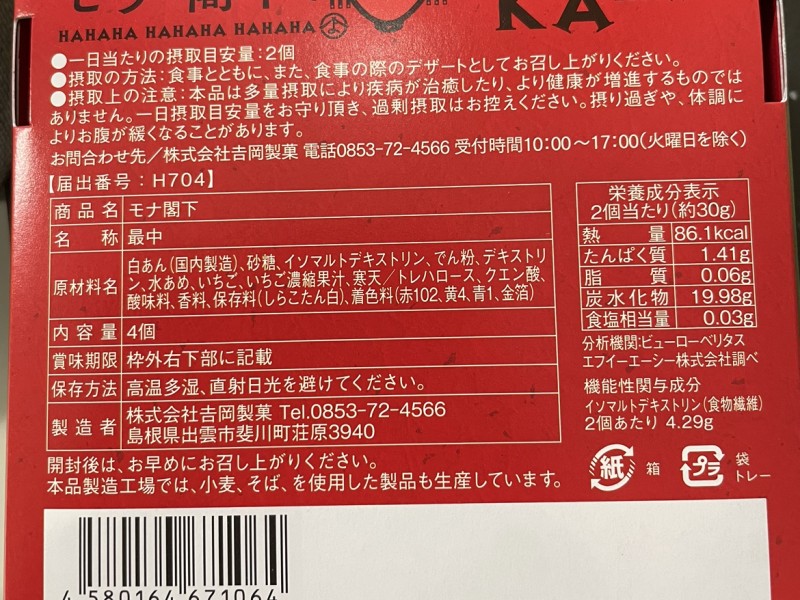 モナ閣下
KA
HAHAHA HAHAHA HAHAHA よ
●一日当たりの摂取目安量:2個
●摂取の方法:食事とともに、また、食事の際のデザートとしてお召し上がりください。
●摂取上の注意:本品は多量摂取により疾病が治癒したり、より健康が増進するものでは
ありません。一日摂取目安量をお守り頂き、過剰摂取はお控えください。摂り過ぎや、体調に
よりお腹が緩くなることがあります。
お問合わせ先/株式会社吉岡製菓 電話0853-72-4566 受付時間10:00〜17:00(火曜日を除く)
【届出番号:H704】
商品名 モナ閣下
名 称 最中
原材料名 白あん(国内製造)、砂糖、イソマルトデキストリン、でん粉、デキストリ
ン、水あめ、いちご、いちご濃縮果汁、寒天/トレハロース、クエン酸、
酸味料、香料、保存料(しらこたん白)、着色料(赤102、黄4、青1、金箔)
内容量 4個
賞味期限 枠外右下部に記載
保存方法 高温多湿、直射日光を避けてください。
製造者 株式会社吉岡製菓 Tel.0853-72-4566
島根県出雲市斐川町荘原3940
開封後は、お早めにお召し上がりください。
本品製造工場では、小麦、そば、を使用した製品も生産しています。
栄養成分表示
2個当たり(約30g)
熱 量 86.1kcal
たんぱく質 1.41g
脂 質 0.06g
炭水化物 19.98g
食塩相当量 0.03g
分析機関:ビューローベリタス
エフイーエーシー株式会社調べ
機能性関与成分
イソマルトデキストリン(食物繊維)
2個あたり 4.29g
紙 箱
プラ 袋
トレー
4 580164 671064